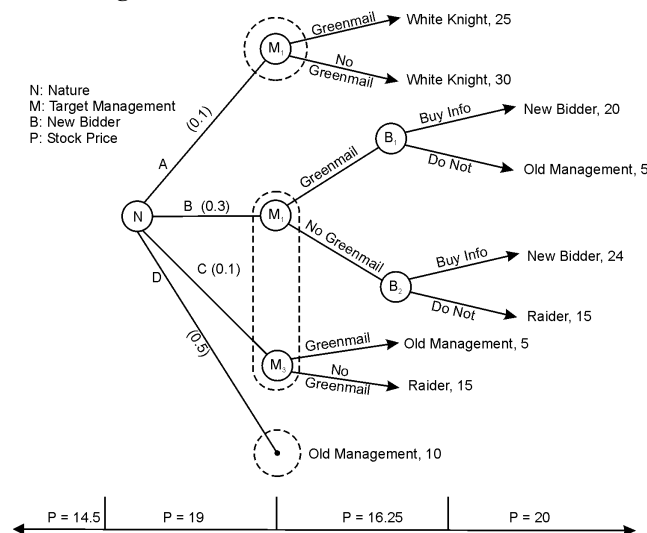 Greenmail
White Knight, 25
M₁
No
Greenmail
White Knight, 30
N: Nature
M: Target Management
B: New Bidder
P: Stock Price
(0.1)
A
Buy Info
New Bidder, 20
B₁
Greenmail
Do Not
Old Management, 5
N
B (0.3)
M₁
No Greenmail
C (0.1)
Buy Info
New Bidder, 24
D
B₂
Do Not
Raider, 15
(0.5)
Greenmail
Old Management, 5
M₃
No
Greenmail
Raider, 15
Old Management, 10
P = 14.5 P = 19 P = 16.25 P = 20